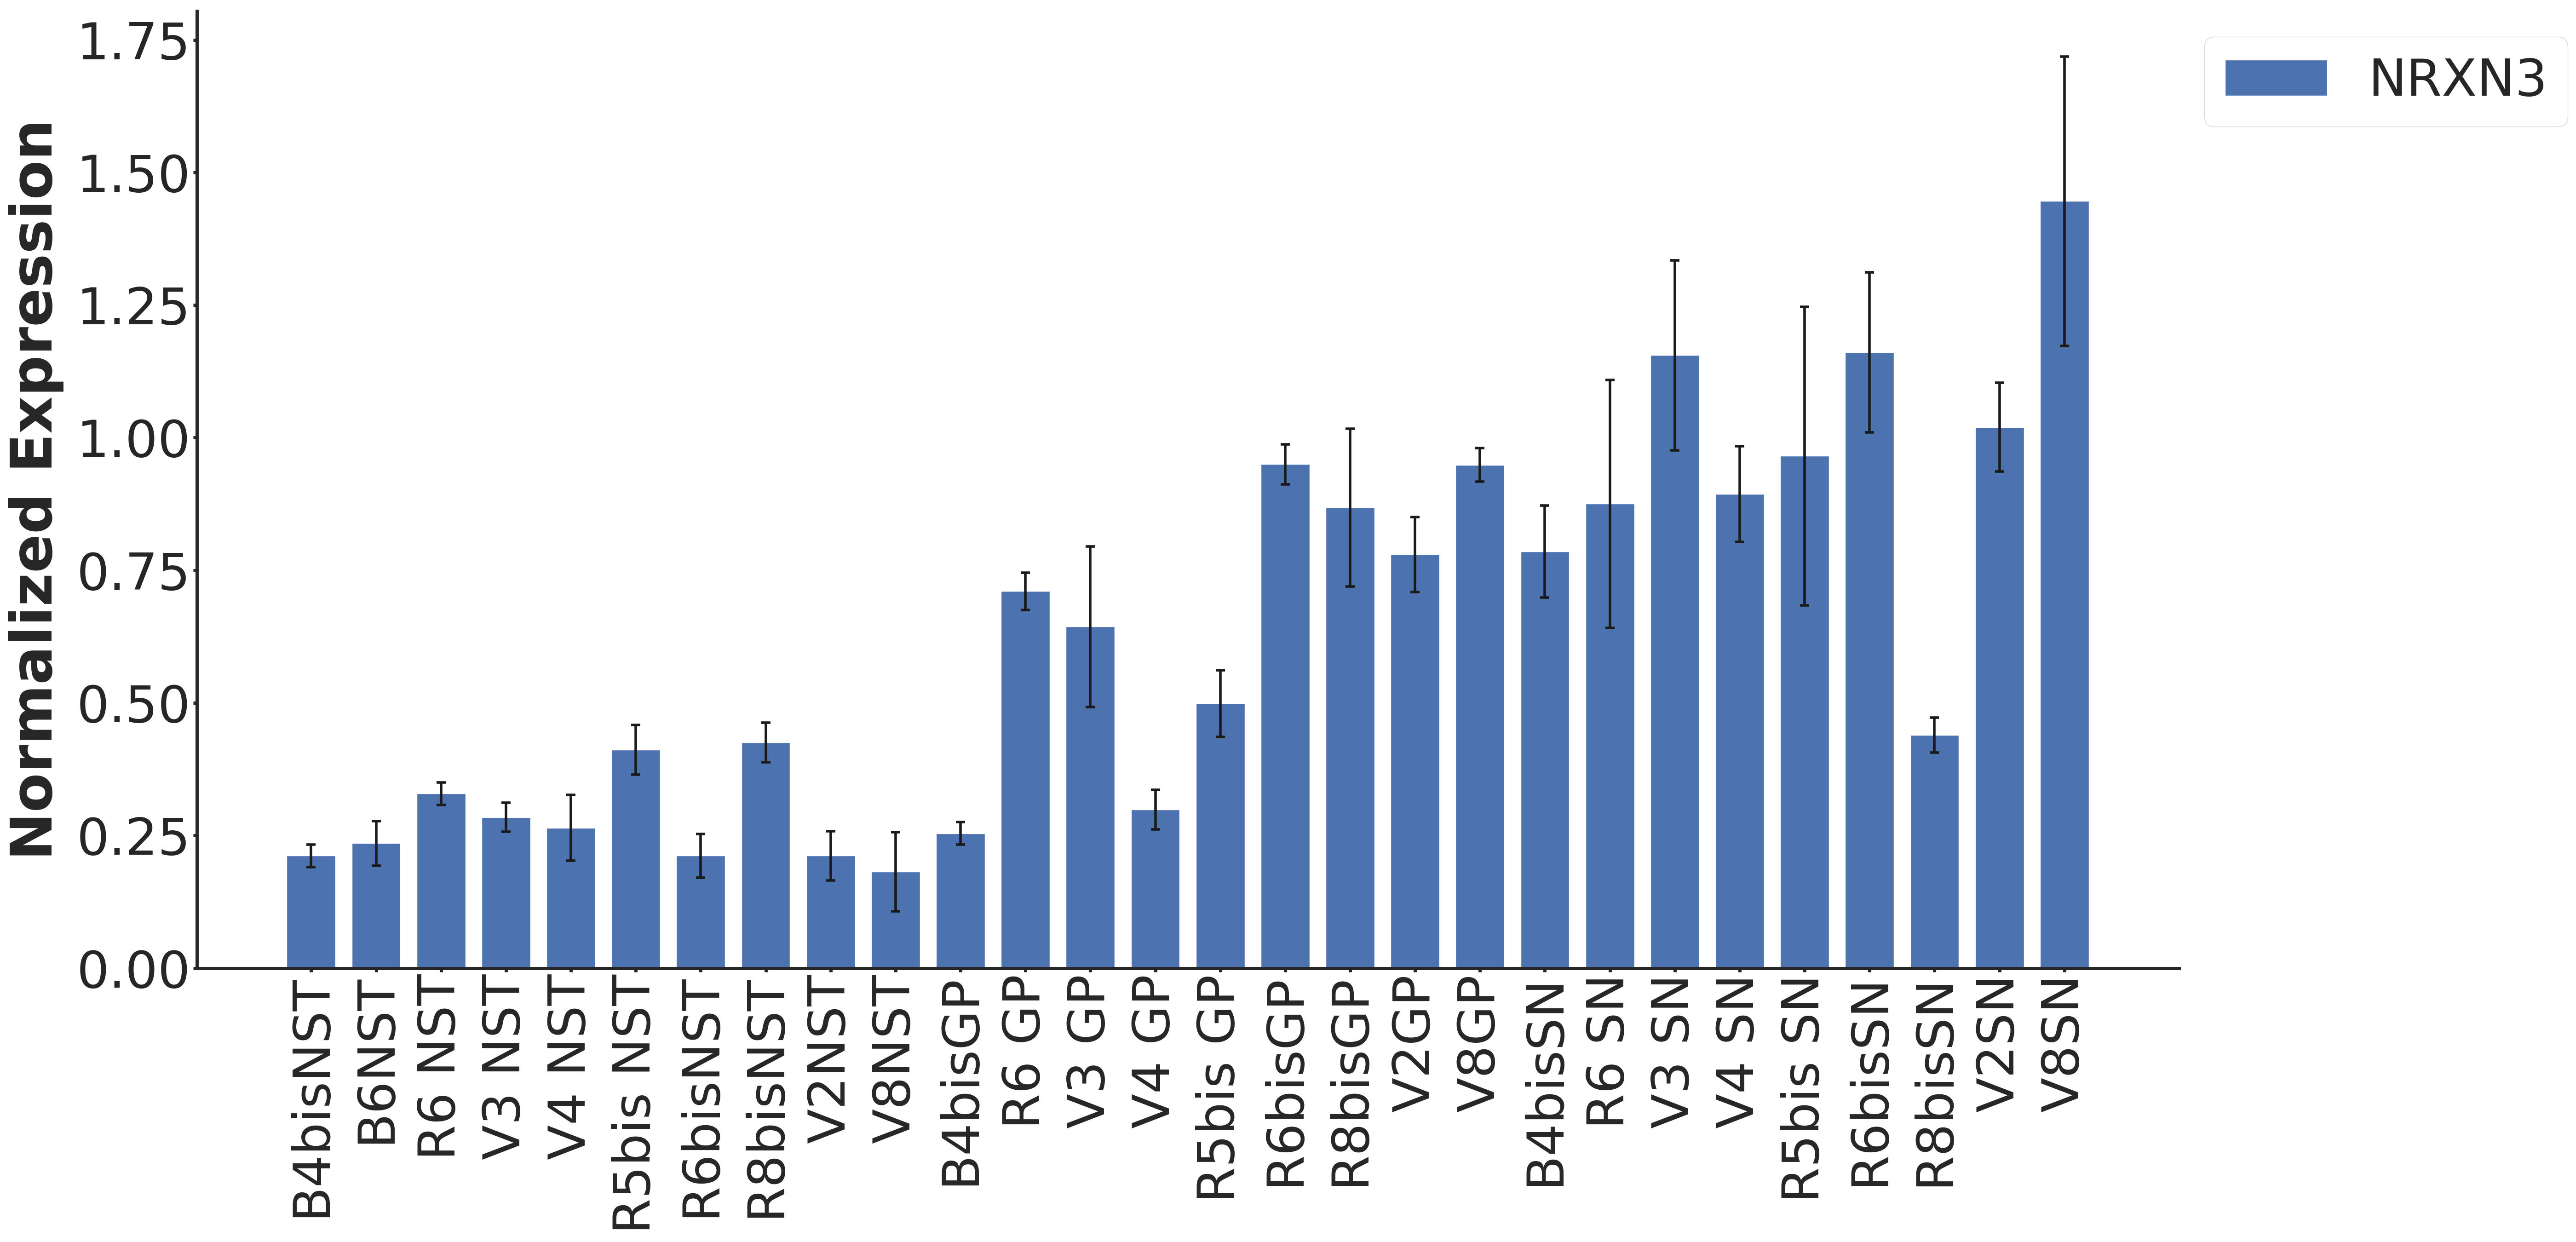 Normalized Expression
1.75
1.50
1.25
1.00
0.75
0.50
0.25
0.00
B4bisNST
B6NST
R6 NST
V3 NST
V4 NST
R5bis NST
R6bisNST
R8bisNST
V2NST
V8NST
B4bisGP
R6 GP
V3 GP
V4 GP
R5bis GP
R6bisGP
R8bisGP
V2GP
V8GP
B4bisSN
R6 SN
V3 SN
V4 SN
R5bis SN
R6bisSN
R8bisSN
V2SN
V8SN
NRXN3